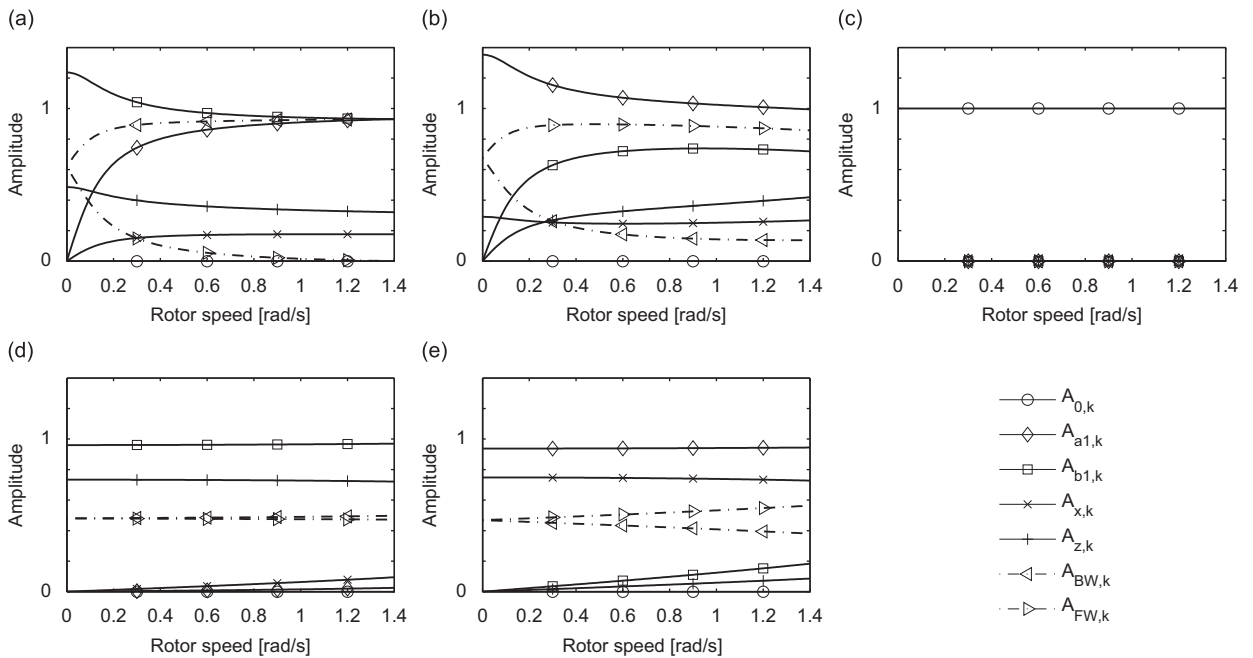 (a)
Amplitude
1
0
0 0.2 0.4 0.6 0.8 1 1.2 1.4
Rotor speed [rad/s]
(b)
Amplitude
1
0
0 0.2 0.4 0.6 0.8 1 1.2 1.4
Rotor speed [rad/s]
(c)
Amplitude
1
0
0 0.2 0.4 0.6 0.8 1 1.2 1.4
Rotor speed [rad/s]
(d)
Amplitude
1
0
0 0.2 0.4 0.6 0.8 1 1.2 1.4
Rotor speed [rad/s]
(e)
Amplitude
1
0
0 0.2 0.4 0.6 0.8 1 1.2 1.4
Rotor speed [rad/s]
A0,k
Aa1,k
Ab1,k
Ax,k
Az,k
ABW,k
AFW,k